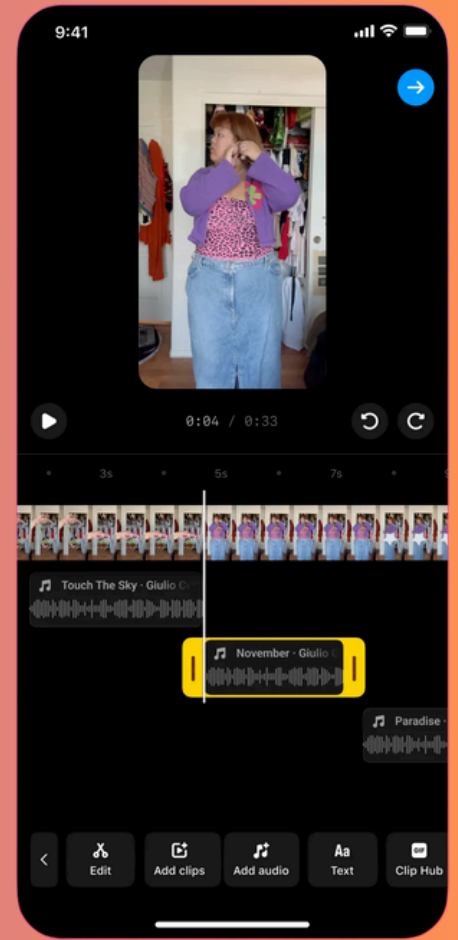 9:41
0:04 / 0:33
3s
5s
7s
Touch The Sky - Giulio
November - Giulio
Paradise -
Edit
Add clips
Add audio
Aa
Text
GIF
Clip Hub